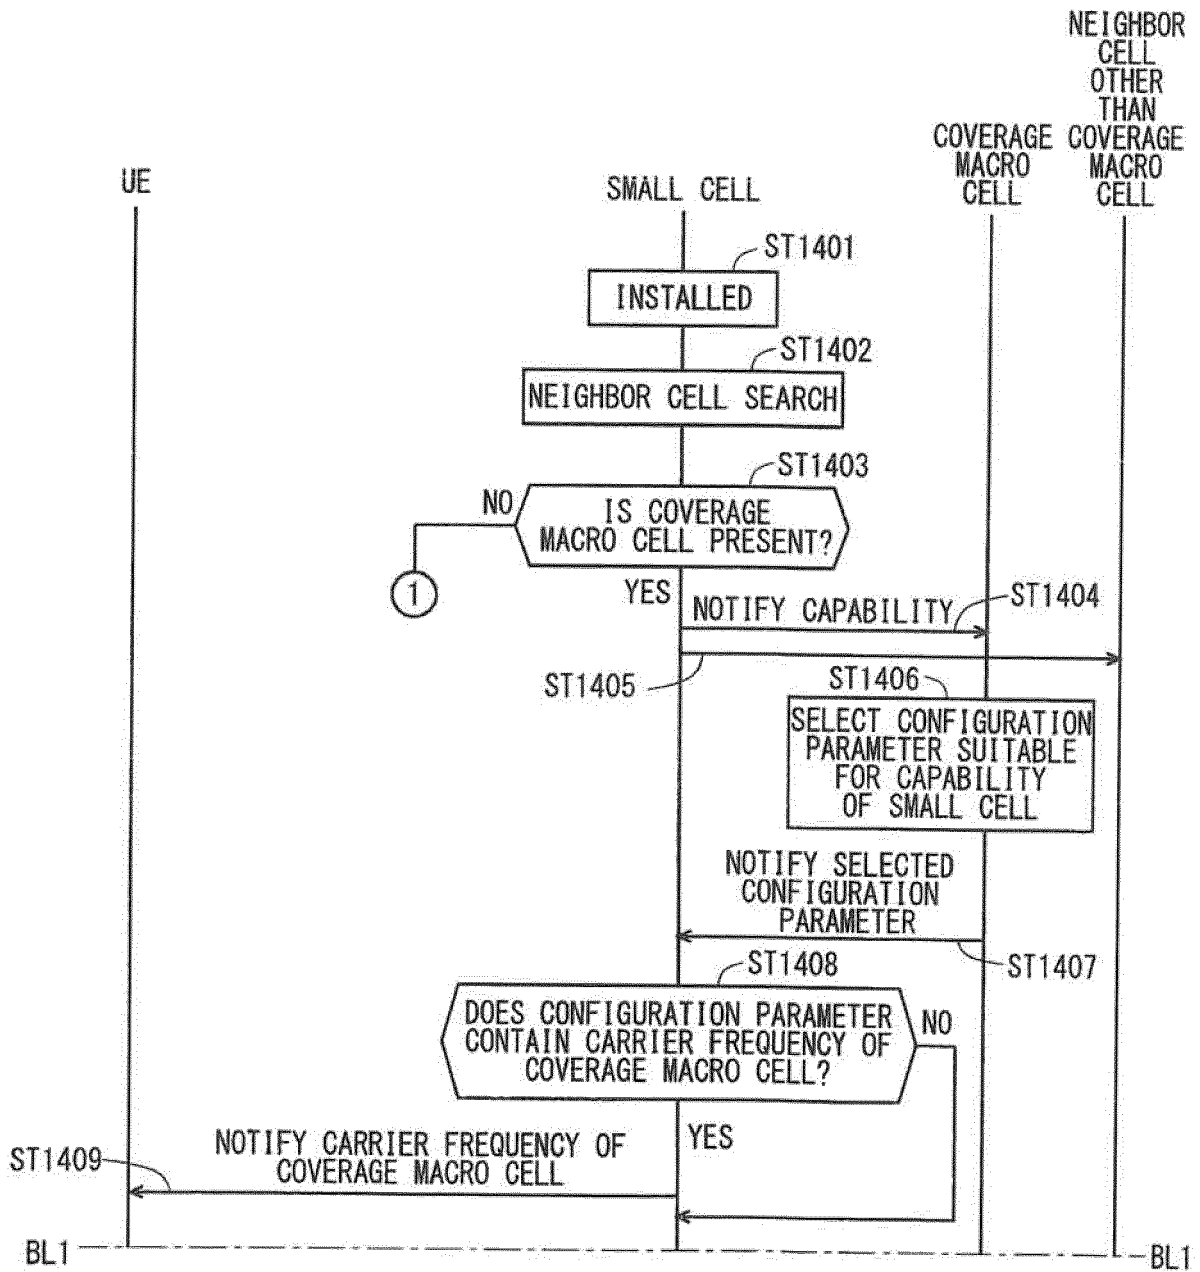 NEIGHBOR
CELL
OTHER
THAN
COVERAGE
MACRO
CELL
COVERAGE
MACRO
CELL
UE
SMALL CELL
ST1401
INSTALLED
ST1402
NEIGHBOR CELL SEARCH
ST1403
NO
IS COVERAGE
MACRO CELL PRESENT?
1
YES
NOTIFY CAPABILITY
ST1404
ST1405
ST1406
SELECT CONFIGURATION
PARAMETER SUITABLE
FOR CAPABILITY
OF SMALL CELL
NOTIFY SELECTED
CONFIGURATION
PARAMETER
ST1407
ST1408
DOES CONFIGURATION PARAMETER
CONTAIN CARRIER FREQUENCY OF
COVERAGE MACRO CELL?
NO
YES
NOTIFY CARRIER FREQUENCY OF
COVERAGE MACRO CELL
ST1409
BL1
BL1